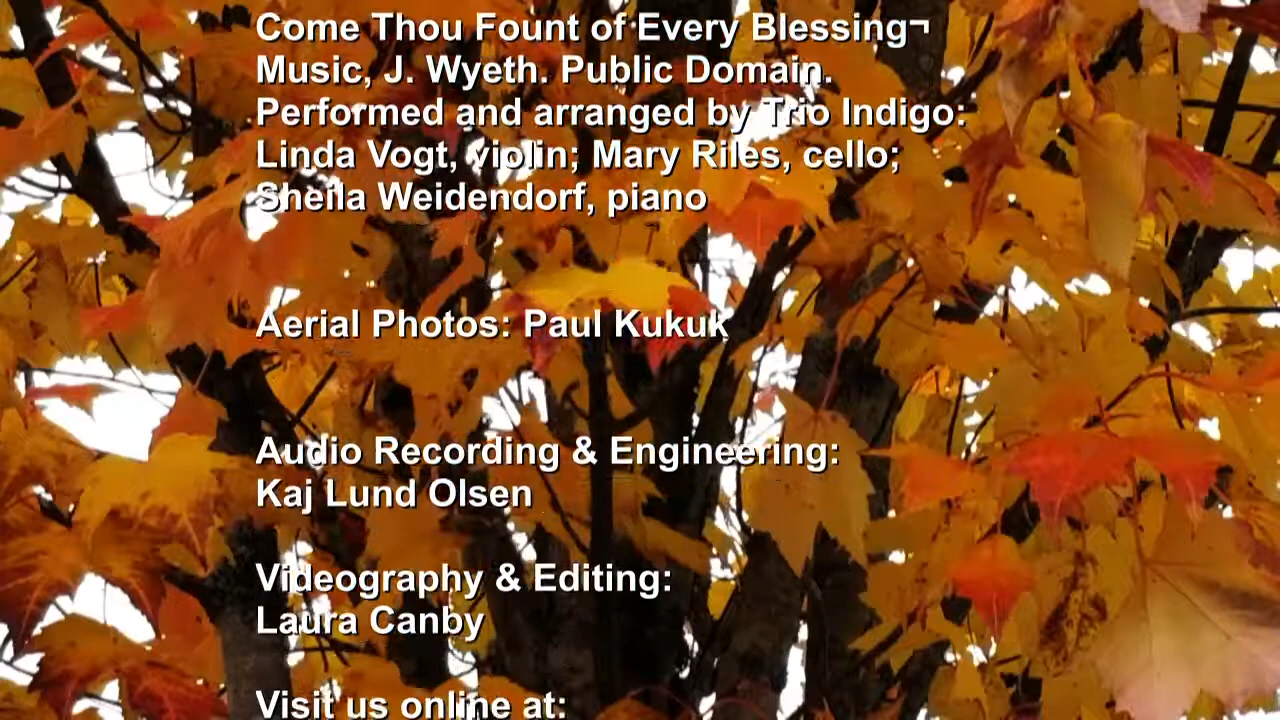 Come Thou Fount of Every Blessing¬
Music, J. Wyeth. Public Domain.
Performed and arranged by Trio Indigo:
Linda Vogt, violin; Mary Riles, cello;
Sheila Weidendorf, piano
Aerial Photos: Paul Kukuk
Audio Recording & Engineering:
Kaj Lund Olsen
Videography & Editing:
Laura Canby
Visit us online at: